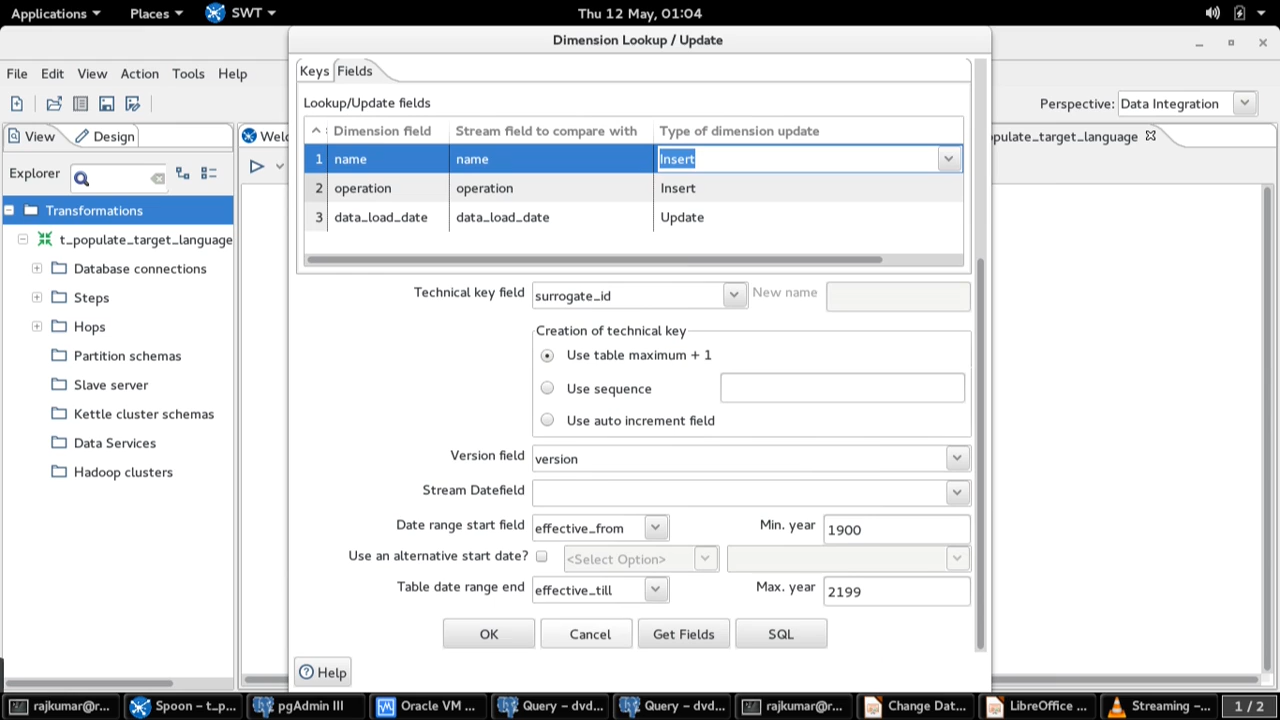 Applications Places SWT Thu 12 May, 01:04
Dimension Lookup / Update
File Edit View Action Tools Help
Perspective: Data Integration
View Design
Welc
opulate_target_language
Explorer
Transformations
t_populate_target_language
Database connections
Steps
Hops
Partition schemas
Slave server
Kettle cluster schemas
Data Services
Hadoop clusters
Keys Fields
Lookup/Update fields
Dimension field Stream field to compare with Type of dimension update
1 name name Insert
2 operation operation Insert
3 data_load_date data_load_date Update
Technical key field surrogate_id New name
Creation of technical key
Use table maximum + 1
Use sequence
Use auto increment field
Version field version
Stream Datefield
Date range start field effective_from Min. year 1900
Use an alternative start date? <Select Option>
Table date range end effective_till Max. year 2199
OK Cancel Get Fields SQL
Help
rajkumar@r... Spoon – t_p... pgAdmin III Oracle VM ... Query – dvd... Query – dvd... rajkumar@r... Change Dat... LibreOffice ... Streaming –... 1 / 2